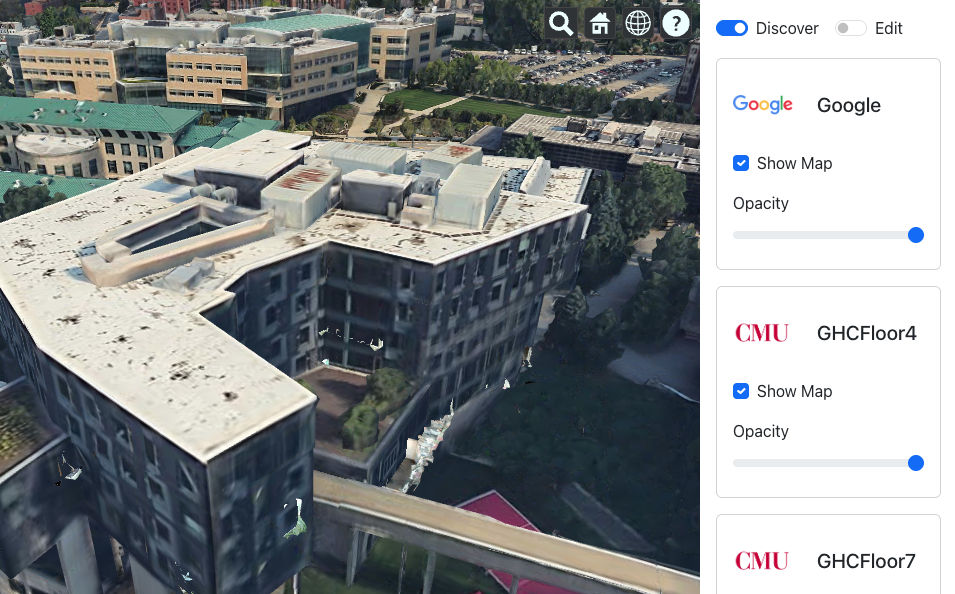 ?
Discover Edit
Google Google
Show Map
Opacity
CMU GHCFloor4
Show Map
Opacity
CMU GHCFloor7